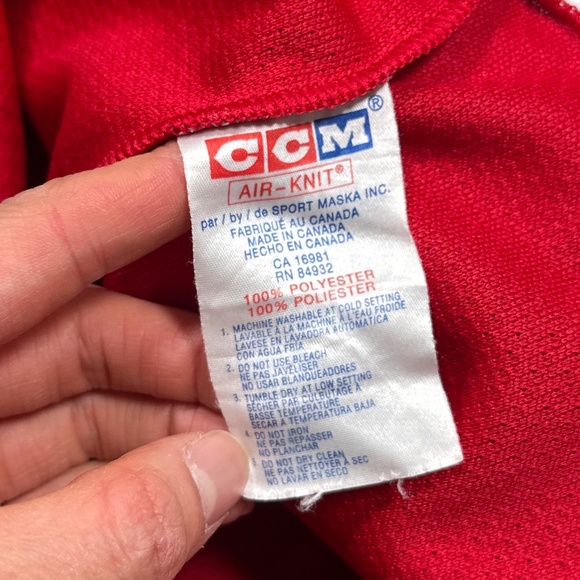 CCM®
AIR-KNIT®
par / by / de SPORT MASKA INC.
FABRIQUÉ AU CANADA
MADE IN CANADA
HECHO EN CANADA
CA 16981
RN 84932
100% POLYESTER
100% POLIESTER
1. MACHINE WASHABLE AT COLD SETTING
LAVABLE À LA MACHINE À L'EAU FROIDE
LAVESE EN LAVADORA AUTOMATICA
CON AGUA FRIA
2. DO NOT USE BLEACH
NE PAS JAVELISER
NO USAR BLANQUEADORES
3. TUMBLE DRY AT LOW SETTING
SÉCHER PAR CULBUTAGE À
BASSE TEMPÉRATURE
SECAR A TEMPERATURA BAJA
4. DO NOT IRON
NE PAS REPASSER
NO PLANCHAR
5. DO NOT DRY CLEAN
NE PAS NETTOYER À SEC
NO LAVAR EN SECO